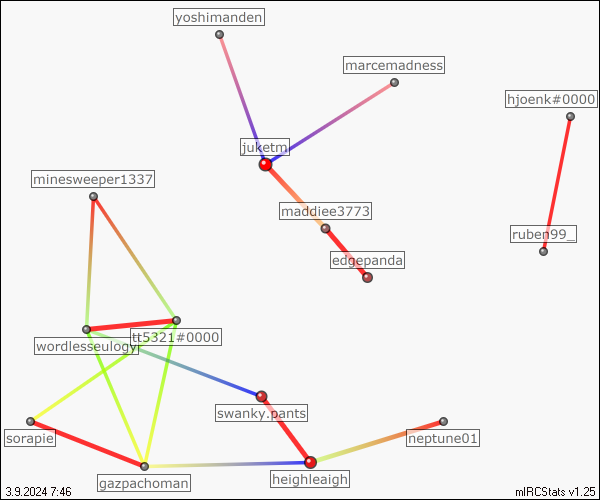 yoshimanden
marcemadness
hjoenk#0000
juketm
minesweeper1337
maddiee3773
ruben99_
edgepanda
tt5321#0000
wordlesseulogy
swanky.pants
sorapie
neptune01
heighleaigh
gazpachoman
3.9.2024 7:46
mIRCStats v1.25